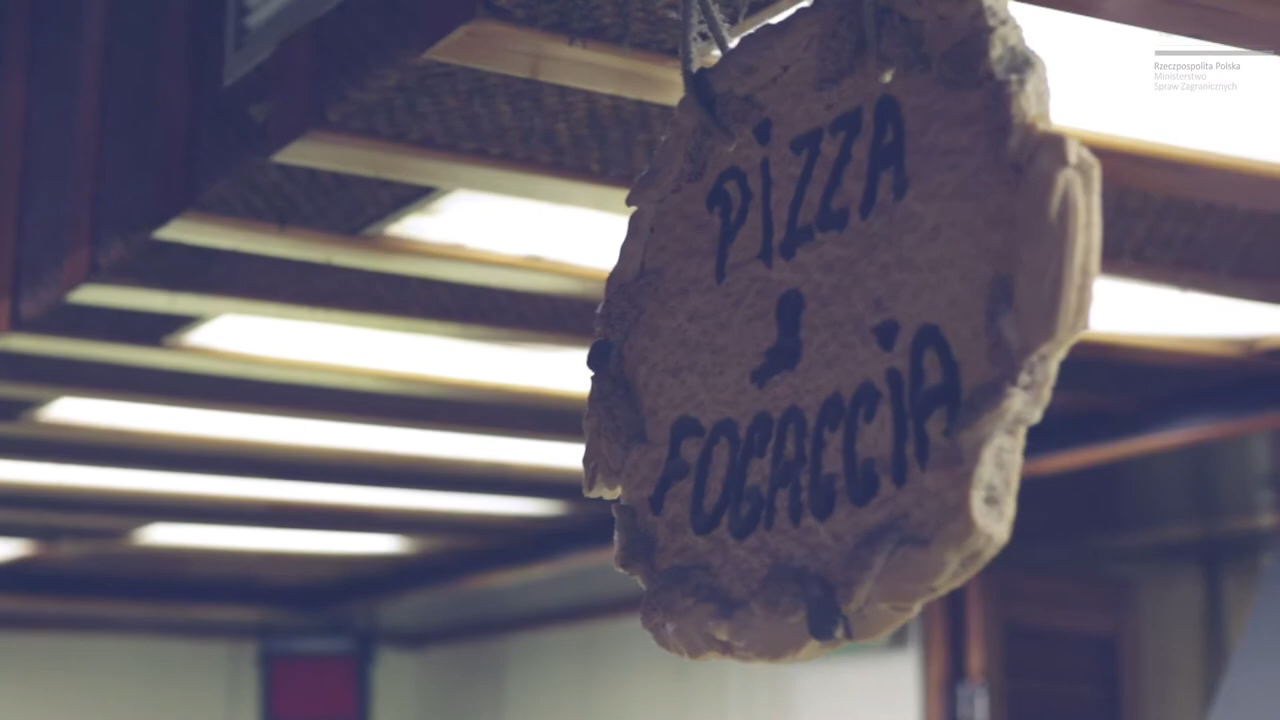 Rzeczpospolita Polska
Ministerstwo
Spraw Zagranicznych
PiZZA
FOCACCiA